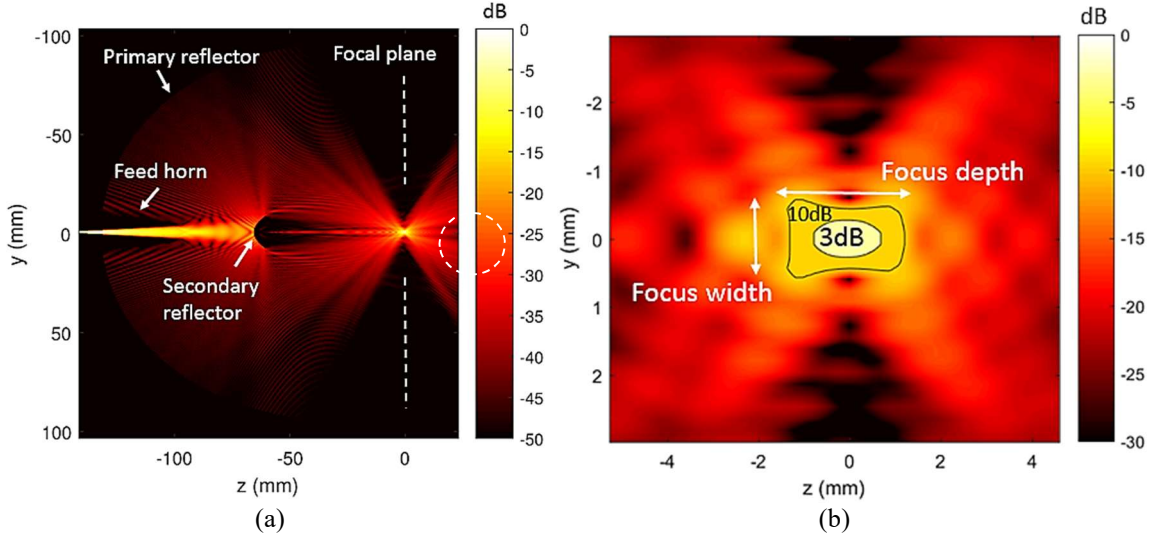 dB
-100
-50
0
50
100
y (mm)
Primary reflector
Focal plane
Feed horn
Secondary
reflector
-100
-50
0
z (mm)
0
-5
-10
-15
-20
-25
-30
-35
-40
-45
-50
(a)
dB
-2
-1
0
1
2
y (mm)
Focus depth
10dB
3dB
Focus width
-4
-2
0
2
4
z (mm)
0
-5
-10
-15
-20
-25
-30
(b)